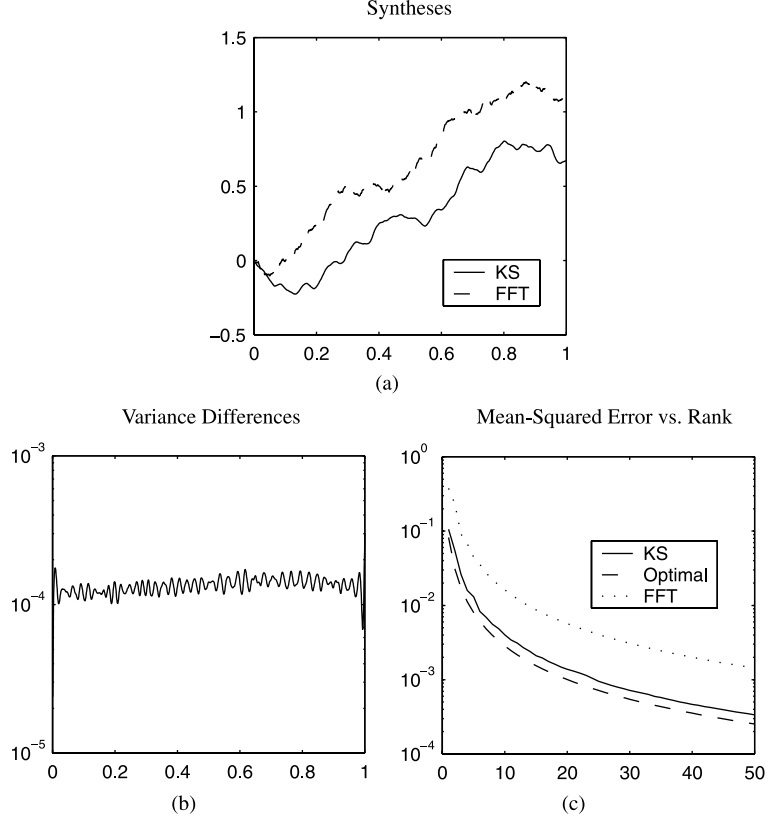 Syntheses
1.5
1
0.5
0
−0.5
KS
FFT
0 0.2 0.4 0.6 0.8 1
(a)
Variance Differences
10⁻³
10⁻⁴
10⁻⁵
0 0.2 0.4 0.6 0.8 1
(b)
Mean-Squared Error vs. Rank
10⁰
10⁻¹
10⁻²
10⁻³
10⁻⁴
KS
Optimal
FFT
0 10 20 30 40 50
(c)